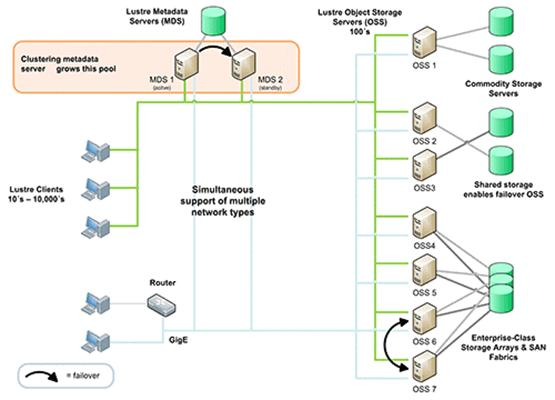 Lustre Metadata
Servers (MDS)
Lustre Object Storage
Servers (OSS)
100's
Clustering metadata
server grows this pool
MDS 1
(active)
MDS 2
(standby)
OSS 1
Commodity Storage
Servers
OSS 2
OSS3
Shared storage
enables failover OSS
Lustre Clients
10's – 10,000's
Simultaneous
support of multiple
network types
OSS4
OSS 5
Router
GigE
OSS 6
Enterprise-Class
Storage Arrays & SAN
Fabrics
OSS 7
= failover